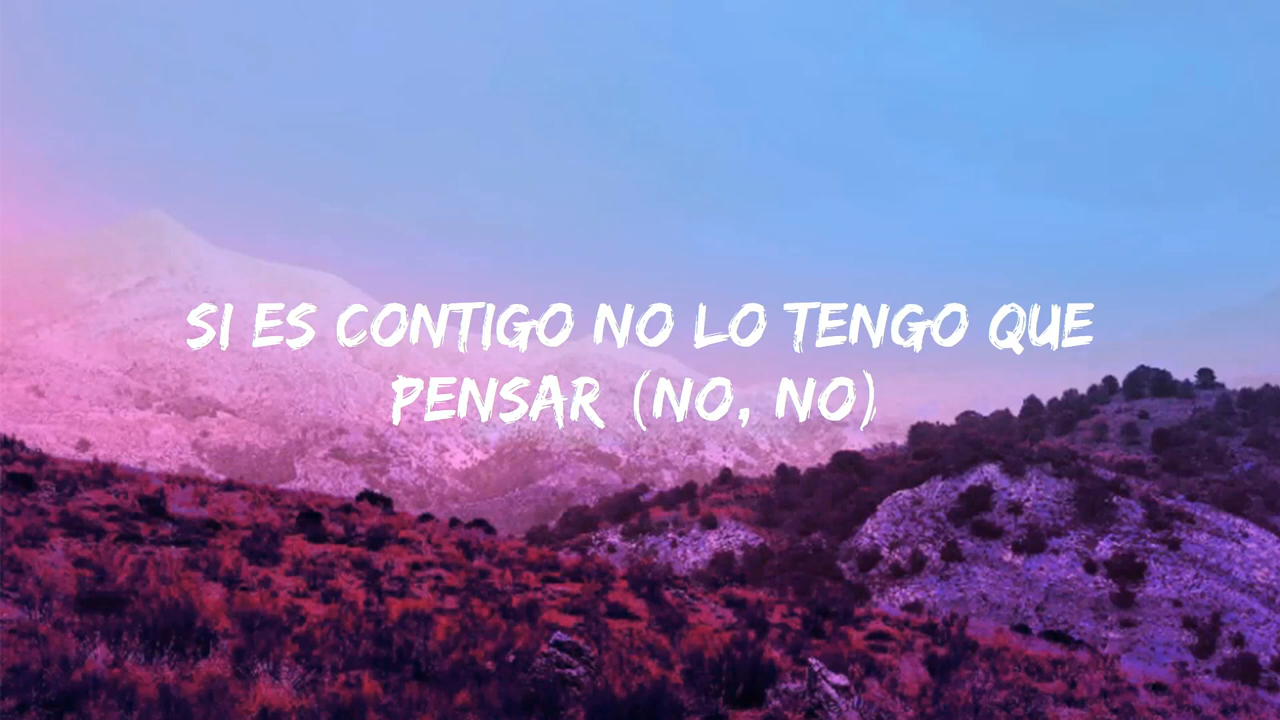 SI ES CONTIGO NO LO TENGO QUE
PENSAR (NO, NO)